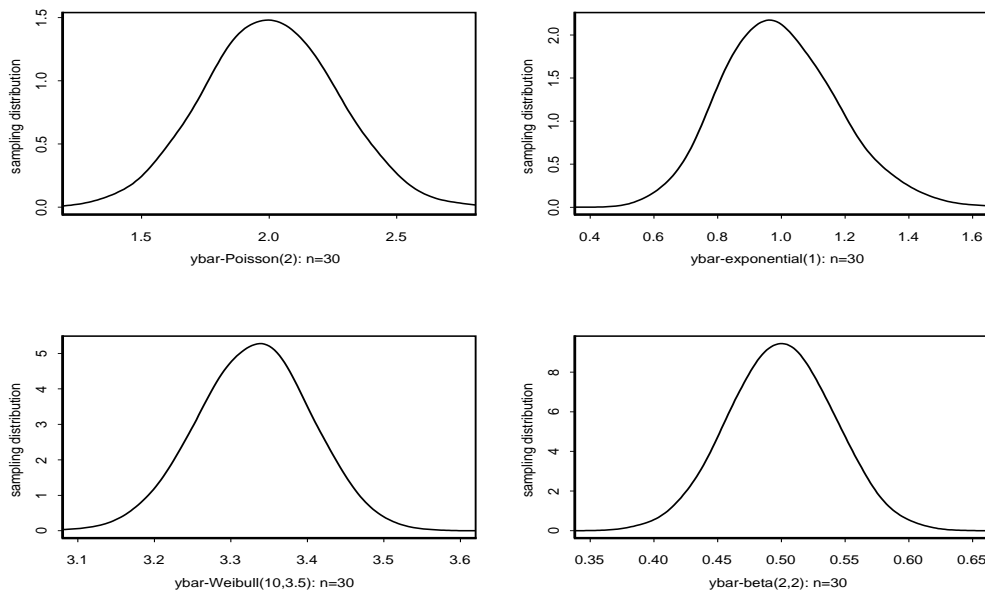 sampling distribution
0.0 0.5 1.0 1.5
1.5 2.0 2.5
ybar-Poisson(2): n=30
sampling distribution
0.0 0.5 1.0 1.5 2.0
0.4 0.6 0.8 1.0 1.2 1.4 1.6
ybar-exponential(1): n=30
sampling distribution
0 1 2 3 4 5
3.1 3.2 3.3 3.4 3.5 3.6
ybar-Weibull(10,3.5): n=30
sampling distribution
0 2 4 6 8
0.35 0.40 0.45 0.50 0.55 0.60 0.65
ybar-beta(2,2): n=30